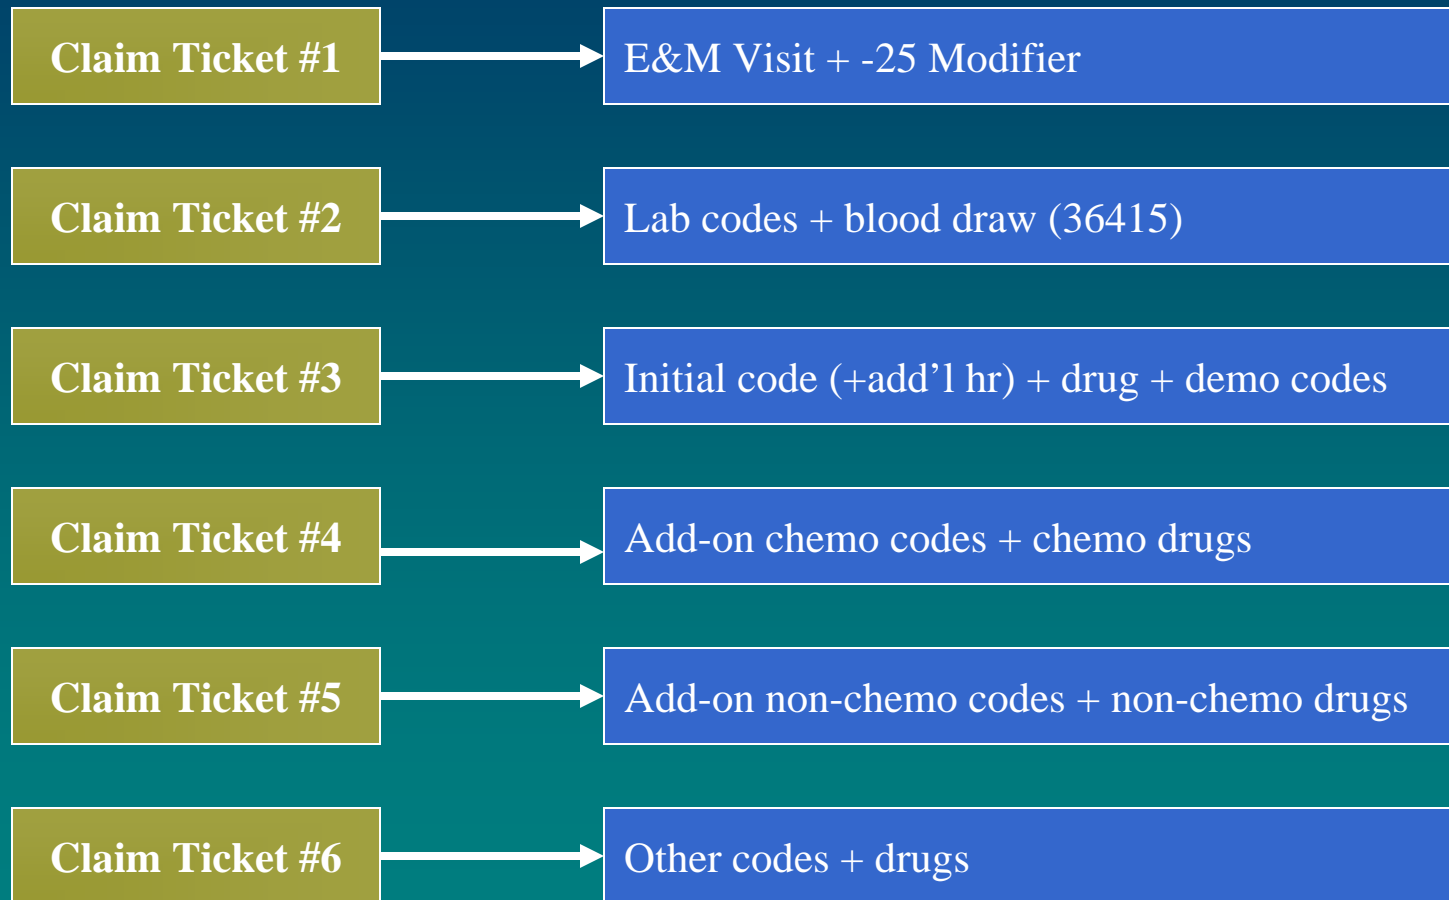 Claim Ticket #1
E&M Visit + -25 Modifier
Claim Ticket #2
Lab codes + blood draw (36415)
Claim Ticket #3
Initial code (+add’l hr) + drug + demo codes
Claim Ticket #4
Add-on chemo codes + chemo drugs
Claim Ticket #5
Add-on non-chemo codes + non-chemo drugs
Claim Ticket #6
Other codes + drugs